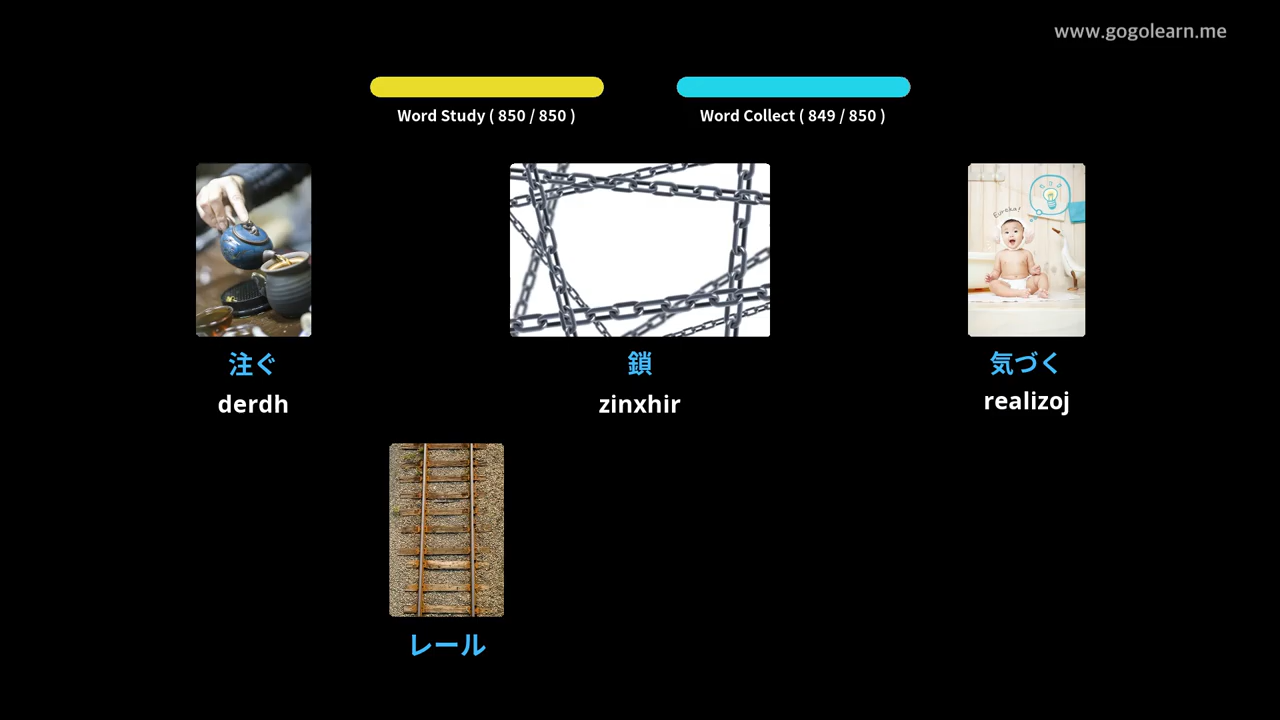 www.gogolearn.me
Word Study ( 850 / 850 )
Word Collect ( 849 / 850 )
Eureka!
注ぐ
鎖
気づく
derdh
zinxhir
realizoj
レール